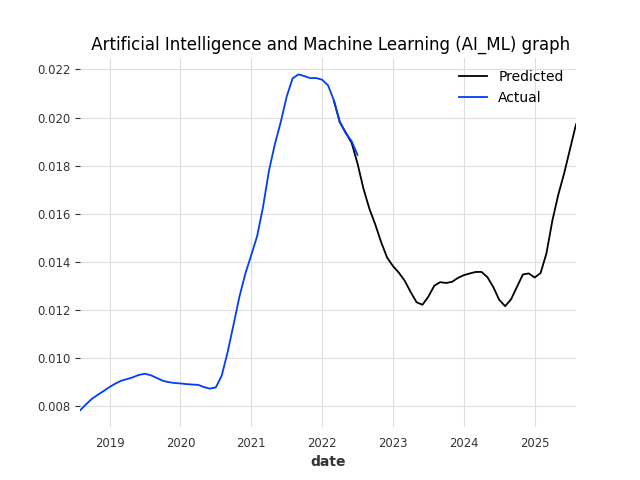 Artificial Intelligence and Machine Learning (AI_ML) graph
Predicted
Actual
0.022
0.020
0.018
0.016
0.014
0.012
0.010
0.008
2019 2020 2021 2022 2023 2024 2025
date